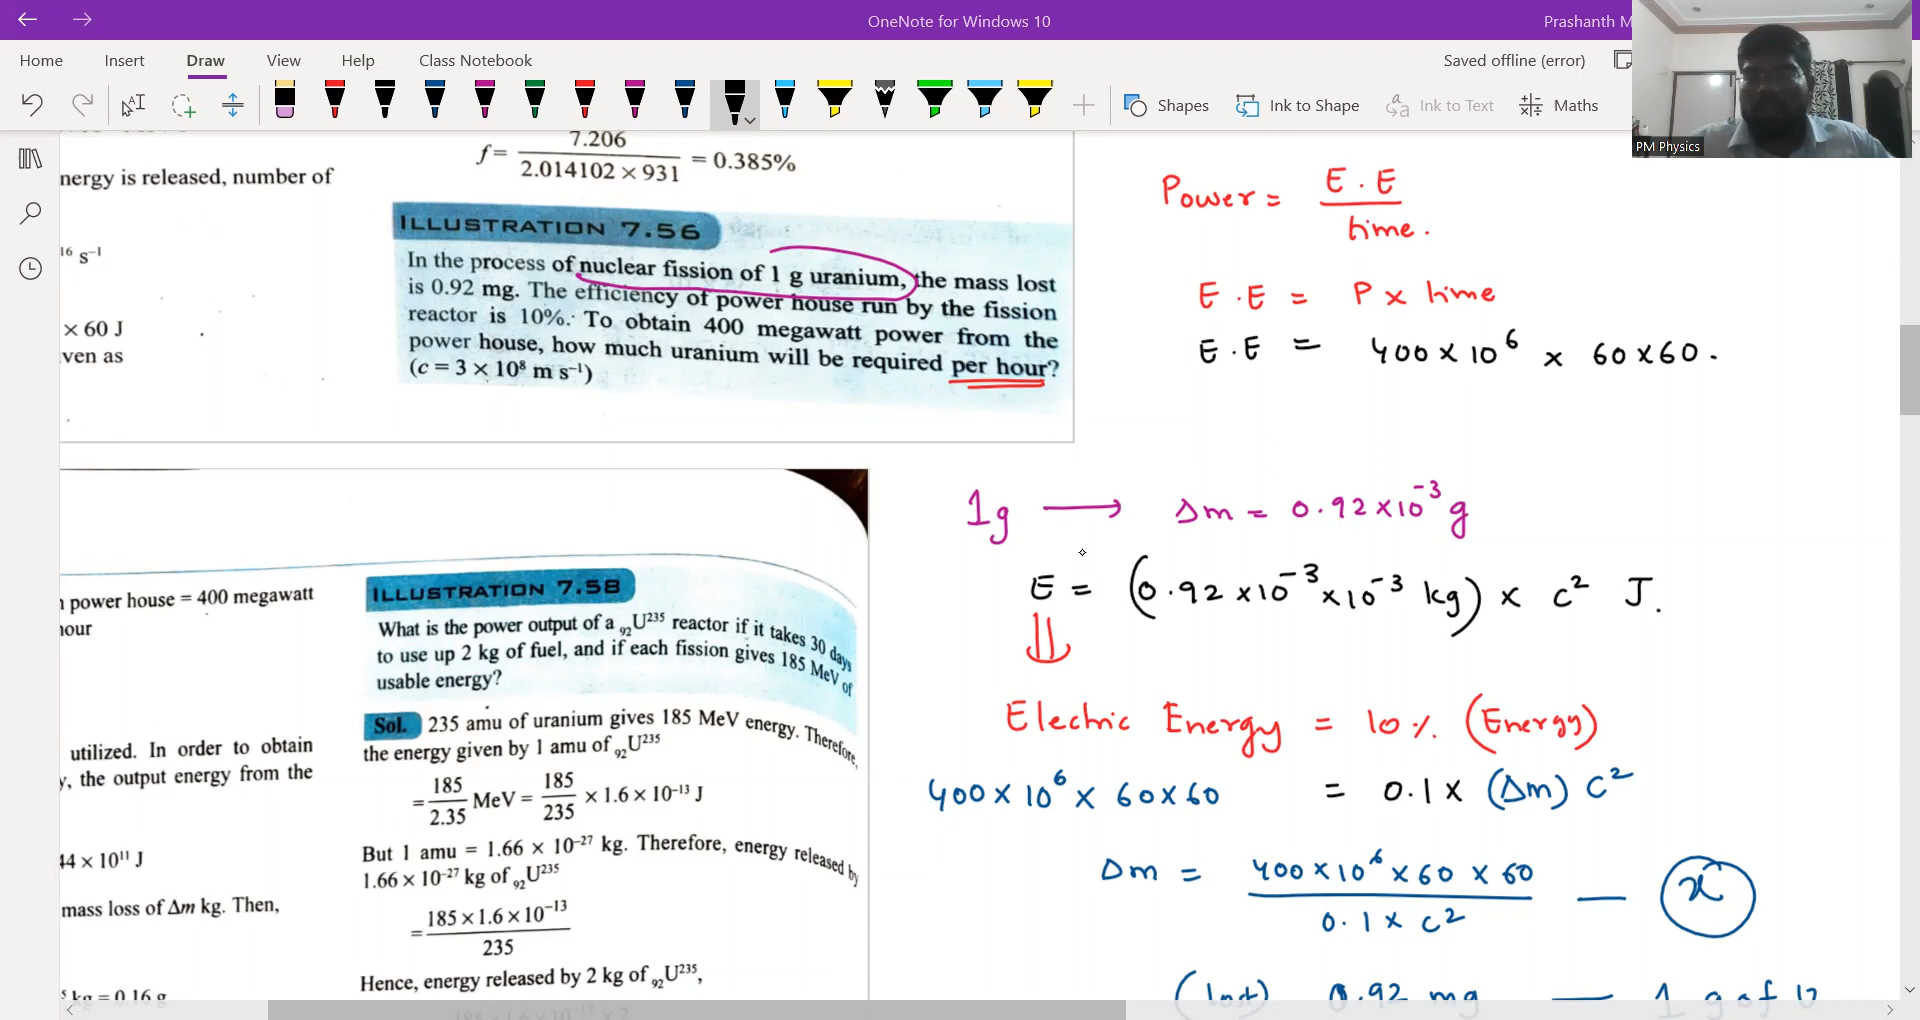 OneNote for Windows 10
Prashanth M
Home Insert Draw View Help Class Notebook
Saved offline (error)
Shapes Ink to Shape Ink to Text Maths
PM Physics
nergy is released, number of
16 s⁻¹
× 60 J
ven as
f = 7.206 / 2.014102 × 931 = 0.385%
ILLUSTRATION 7.56
In the process of nuclear fission of 1 g uranium, the mass lost
is 0.92 mg. The efficiency of power house run by the fission
reactor is 10%. To obtain 400 megawatt power from the
power house, how much uranium will be required per hour?
(c = 3 × 10⁸ m s⁻¹)
Power = E.E / time.
E.E = P × time
E.E = 400 × 10⁶ × 60 × 60.
1g → Δm = 0.92 × 10⁻³ g
E = (0.92 × 10⁻³ × 10⁻³ kg) × c² J.
Electric Energy = 10% (Energy)
400 × 10⁶ × 60 × 60 = 0.1 × (Δm) C²
Δm = 400 × 10⁶ × 60 × 60 / 0.1 × c² — x
(lost) 0.92 mg — 1 g of U
power house = 400 megawatt
hour
utilized. In order to obtain
y, the output energy from the
44 × 10¹¹ J
mass loss of Δm kg. Then,
⁵ kg = 0.16 g
ILLUSTRATION 7.58
What is the power output of a ₉₂U²³⁵ reactor if it takes 30 days
to use up 2 kg of fuel, and if each fission gives 185 MeV of
usable energy?
Sol. 235 amu of uranium gives 185 MeV energy. Therefore,
the energy given by 1 amu of ₉₂U²³⁵
= 185 / 2.35 MeV = 185 / 235 × 1.6 × 10⁻¹³ J
But 1 amu = 1.66 × 10⁻²⁷ kg. Therefore, energy released by
1.66 × 10⁻²⁷ kg of ₉₂U²³⁵
= 185 × 1.6 × 10⁻¹³ / 235
Hence, energy released by 2 kg of ₉₂U²³⁵,